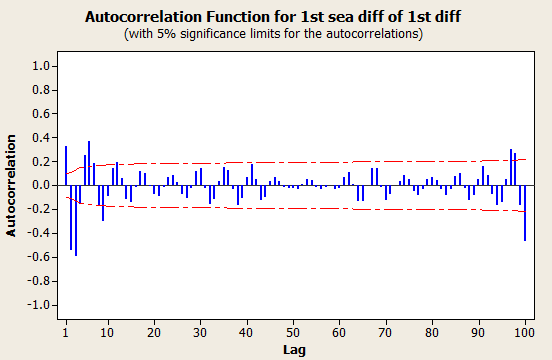 Autocorrelation Function for 1st sea diff of 1st diff
(with 5% significance limits for the autocorrelations)
1.0
0.8
0.6
0.4
0.2
0.0
-0.2
-0.4
-0.6
-0.8
-1.0
Autocorrelation
1 10 20 30 40 50 60 70 80 90 100
Lag